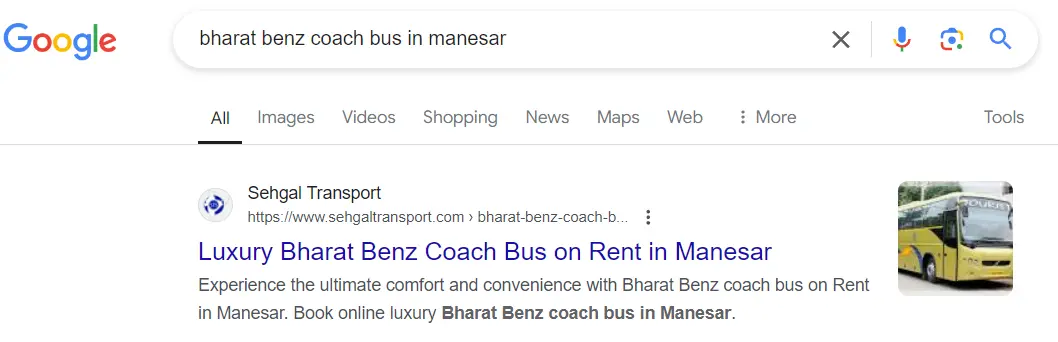 Google
bharat benz coach bus in manesar
All Images Videos Shopping News Maps Web More Tools
Sehgal Transport
https://www.sehgaltransport.com › bharat-benz-coach-b...
Luxury Bharat Benz Coach Bus on Rent in Manesar
TOURIST
Experience the ultimate comfort and convenience with Bharat Benz coach bus on Rent
in Manesar. Book online luxury Bharat Benz coach bus in Manesar.